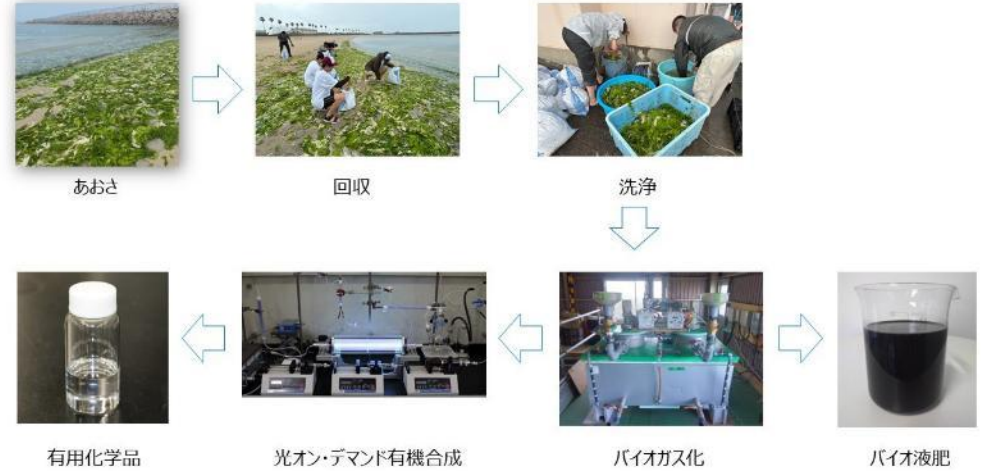 あおさ
回収
洗浄
有用化学品
光オン・デマンド有機合成
バイオガス化
バイオ液肥